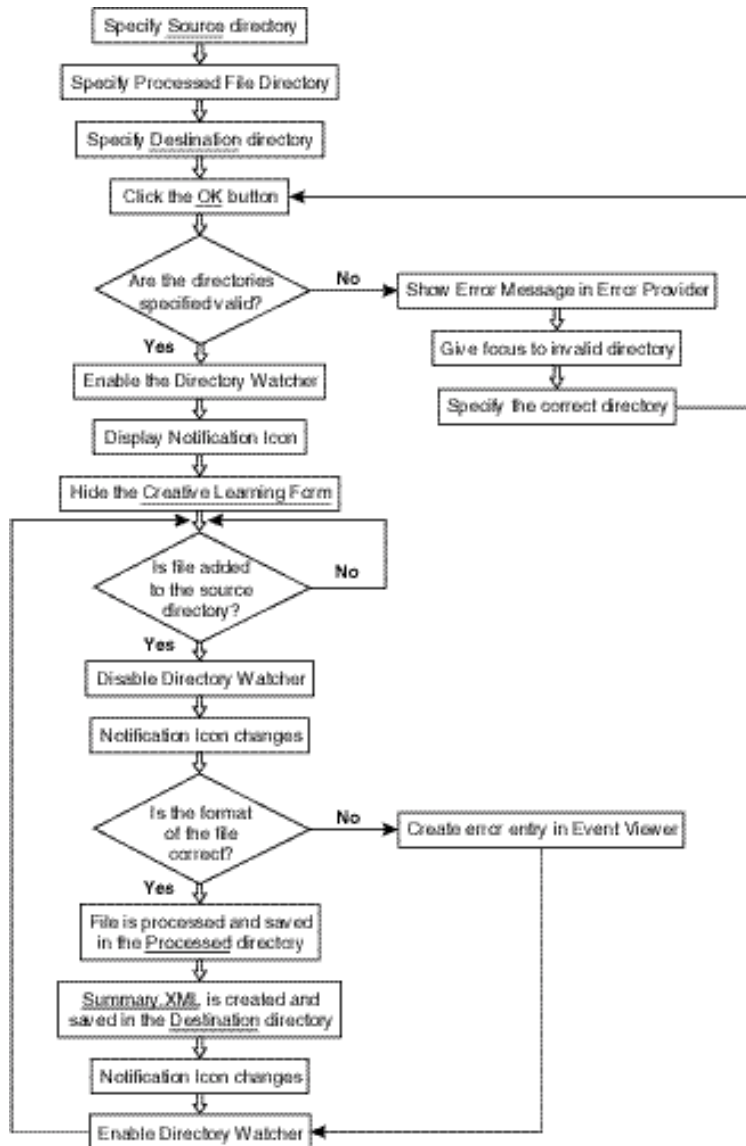 Specify Source directory
Specify Processed File Directory
Specify Destination directory
Click the OK button
Are the directories
specified valid?
No
Show Error Message in Error Provider
Give focus to invalid directory
Specify the correct directory
Yes
Enable the Directory Watcher
Display Notification Icon
Hide the Creative Learning Form
Is file added
to the source
directory?
No
Yes
Disable Directory Watcher
Notification Icon changes
Is the format
of the file
correct?
No
Create error entry in Event Viewer
Yes
File is processed and saved
in the Processed directory
Summary.XML is created and
saved in the Destination directory
Notification Icon changes
Enable Directory Watcher